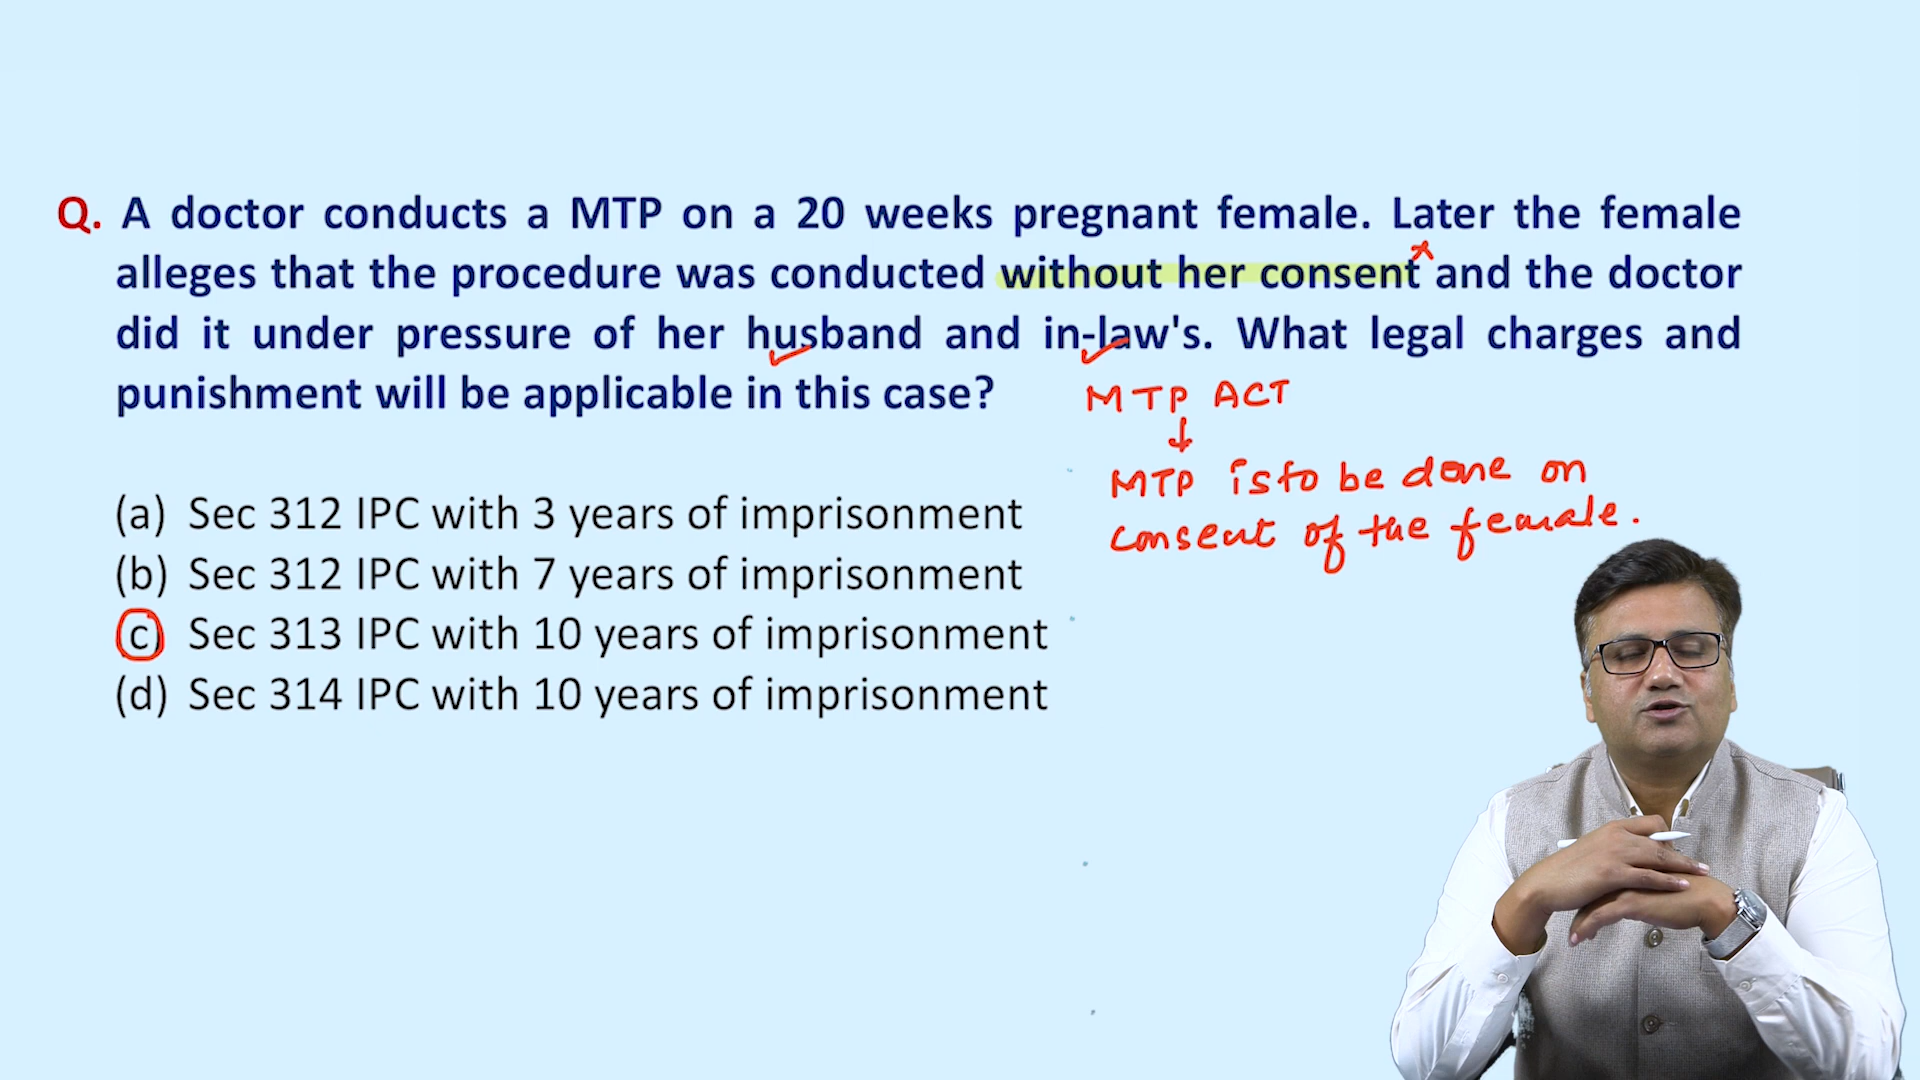 Q. A doctor conducts a MTP on a 20 weeks pregnant female. Later the female
alleges that the procedure was conducted without her consent and the doctor
did it under pressure of her husband and in-law's. What legal charges and
punishment will be applicable in this case?
MTP ACT
MTP is to be done on
consent of the female.
(a) Sec 312 IPC with 3 years of imprisonment
(b) Sec 312 IPC with 7 years of imprisonment
(c) Sec 313 IPC with 10 years of imprisonment
(d) Sec 314 IPC with 10 years of imprisonment